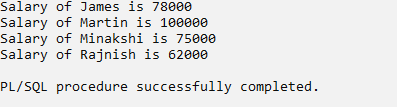 Salary of James is 78000
Salary of Martin is 100000
Salary of Minakshi is 75000
Salary of Rajnish is 62000
PL/SQL procedure successfully completed.